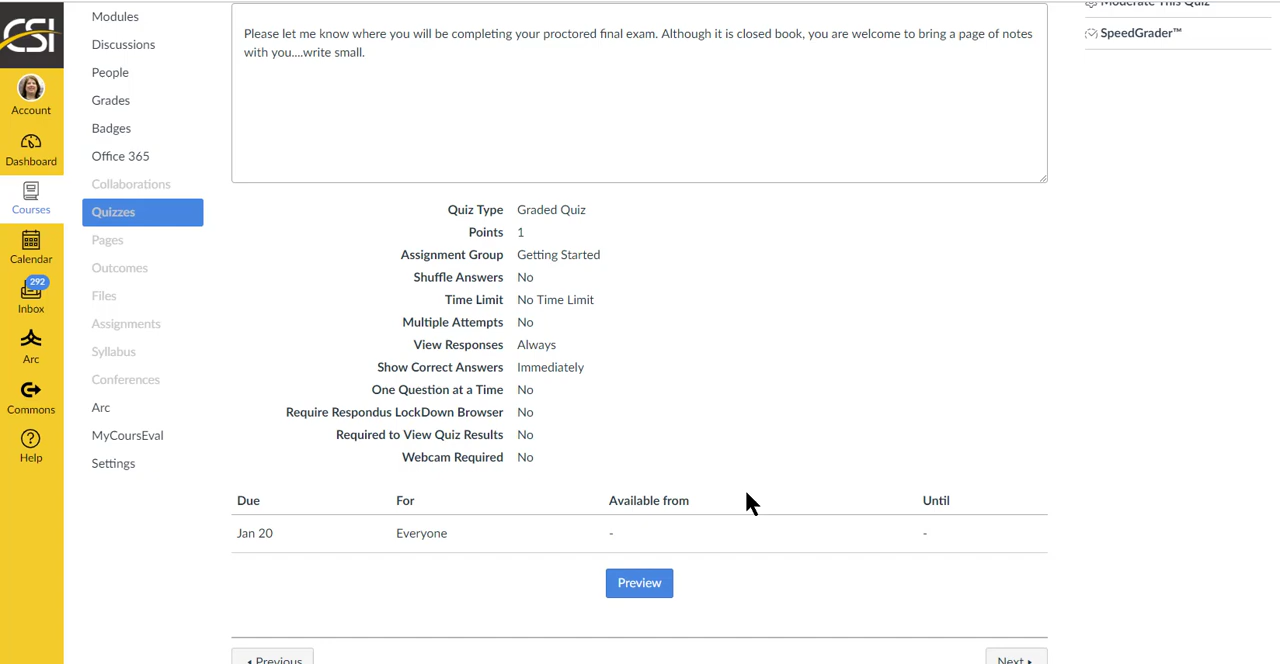 CSI
Account
Dashboard
Courses
Calendar
292
Inbox
Arc
Commons
Help
Modules
Discussions
People
Grades
Badges
Office 365
Collaborations
Quizzes
Pages
Outcomes
Files
Assignments
Syllabus
Conferences
Arc
MyCoursEval
Settings
Please let me know where you will be completing your proctored final exam. Although it is closed book, you are welcome to bring a page of notes
with you....write small.
Quiz Type Graded Quiz
Points 1
Assignment Group Getting Started
Shuffle Answers No
Time Limit No Time Limit
Multiple Attempts No
View Responses Always
Show Correct Answers Immediately
One Question at a Time No
Require Respondus LockDown Browser No
Required to View Quiz Results No
Webcam Required No
Due For Available from Until
Jan 20 Everyone - -
Preview
◂ Previous
Next ▸
Moderate This Quiz
SpeedGrader™